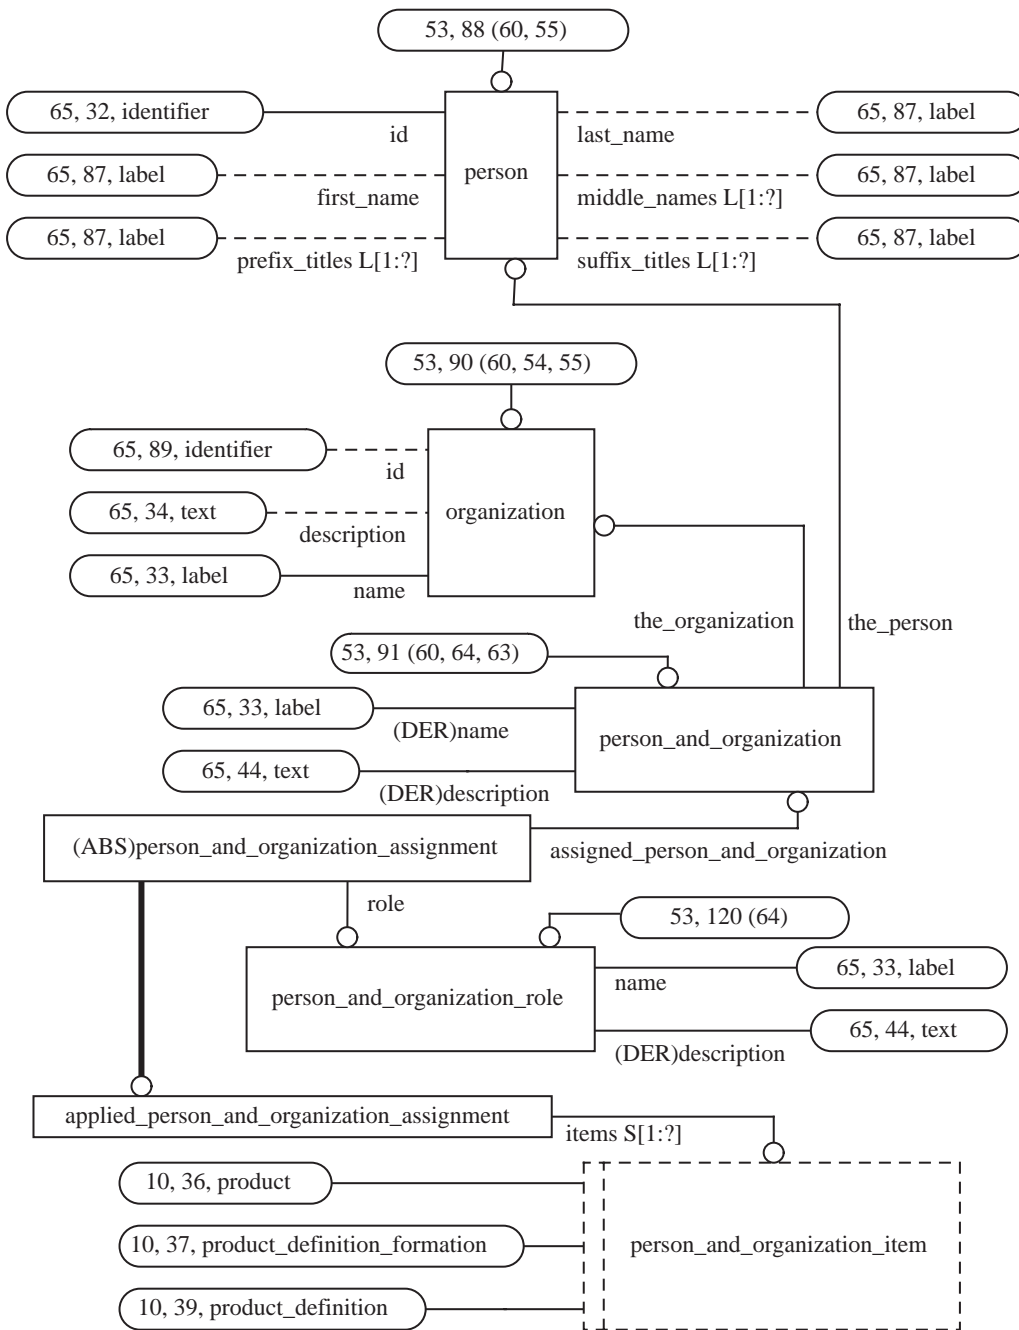 53, 88 (60, 55)
65, 32, identifier
id
last_name
65, 87, label
65, 87, label
first_name
person
middle_names L[1:?]
65, 87, label
65, 87, label
prefix_titles L[1:?]
suffix_titles L[1:?]
65, 87, label
53, 90 (60, 54, 55)
65, 89, identifier
id
65, 34, text
description
organization
65, 33, label
name
the_organization
the_person
53, 91 (60, 64, 63)
65, 33, label
(DER)name
person_and_organization
65, 44, text
(DER)description
(ABS)person_and_organization_assignment
assigned_person_and_organization
role
53, 120 (64)
person_and_organization_role
name
65, 33, label
(DER)description
65, 44, text
applied_person_and_organization_assignment
items S[1:?]
10, 36, product
10, 37, product_definition_formation
person_and_organization_item
10, 39, product_definition